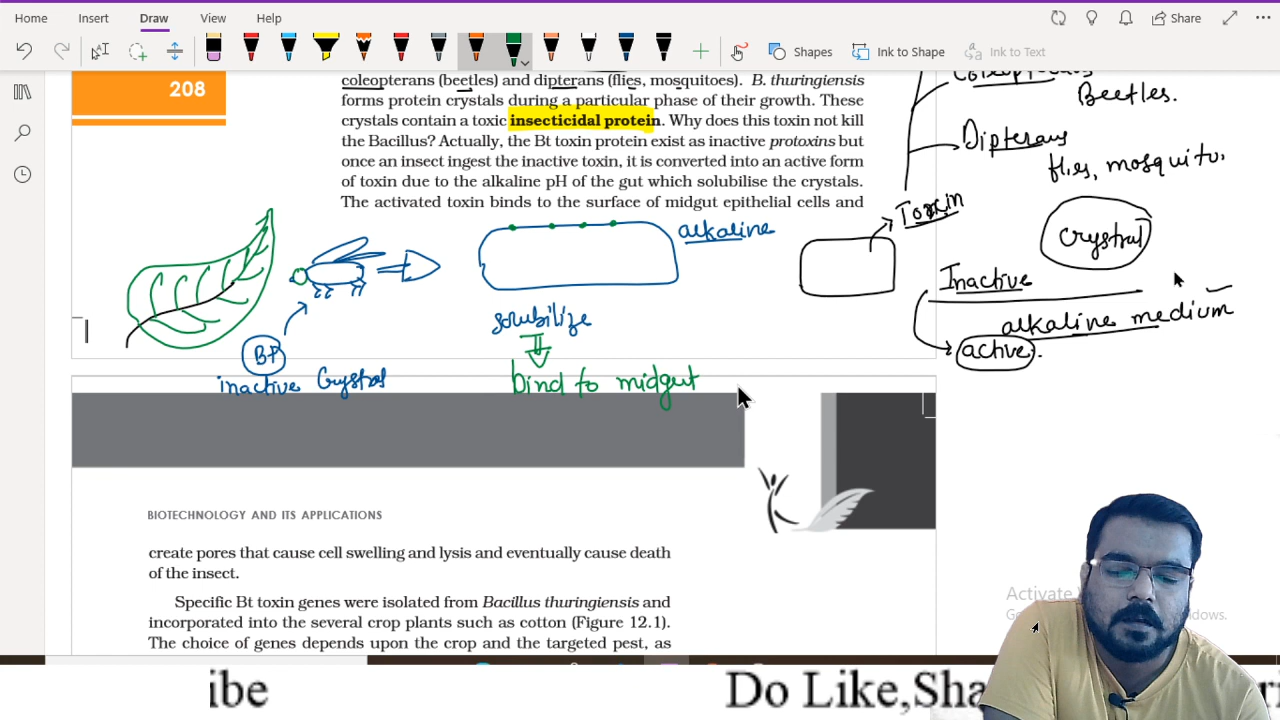 Home Insert Draw View Help
Share
Shapes Ink to Shape Ink to Text
208
coleopterans (beetles) and dipterans (flies, mosquitoes). B. thuringiensis
forms protein crystals during a particular phase of their growth. These
crystals contain a toxic insecticidal protein. Why does this toxin not kill
the Bacillus? Actually, the Bt toxin protein exist as inactive protoxins but
once an insect ingest the inactive toxin, it is converted into an active form
of toxin due to the alkaline pH of the gut which solubilise the crystals.
The activated toxin binds to the surface of midgut epithelial cells and
Beetles.
Dipterans
flies, mosquito.
Toxin
crystal
Inactive
alkaline medium
active.
alkaline
solubilize
bind to midgut
Bt
inactive Crystal
BIOTECHNOLOGY AND ITS APPLICATIONS
create pores that cause cell swelling and lysis and eventually cause death
of the insect.
Specific Bt toxin genes were isolated from Bacillus thuringiensis and
incorporated into the several crop plants such as cotton (Figure 12.1).
The choice of genes depends upon the crop and the targeted pest, as
Activate
ibe Do Like,Sha